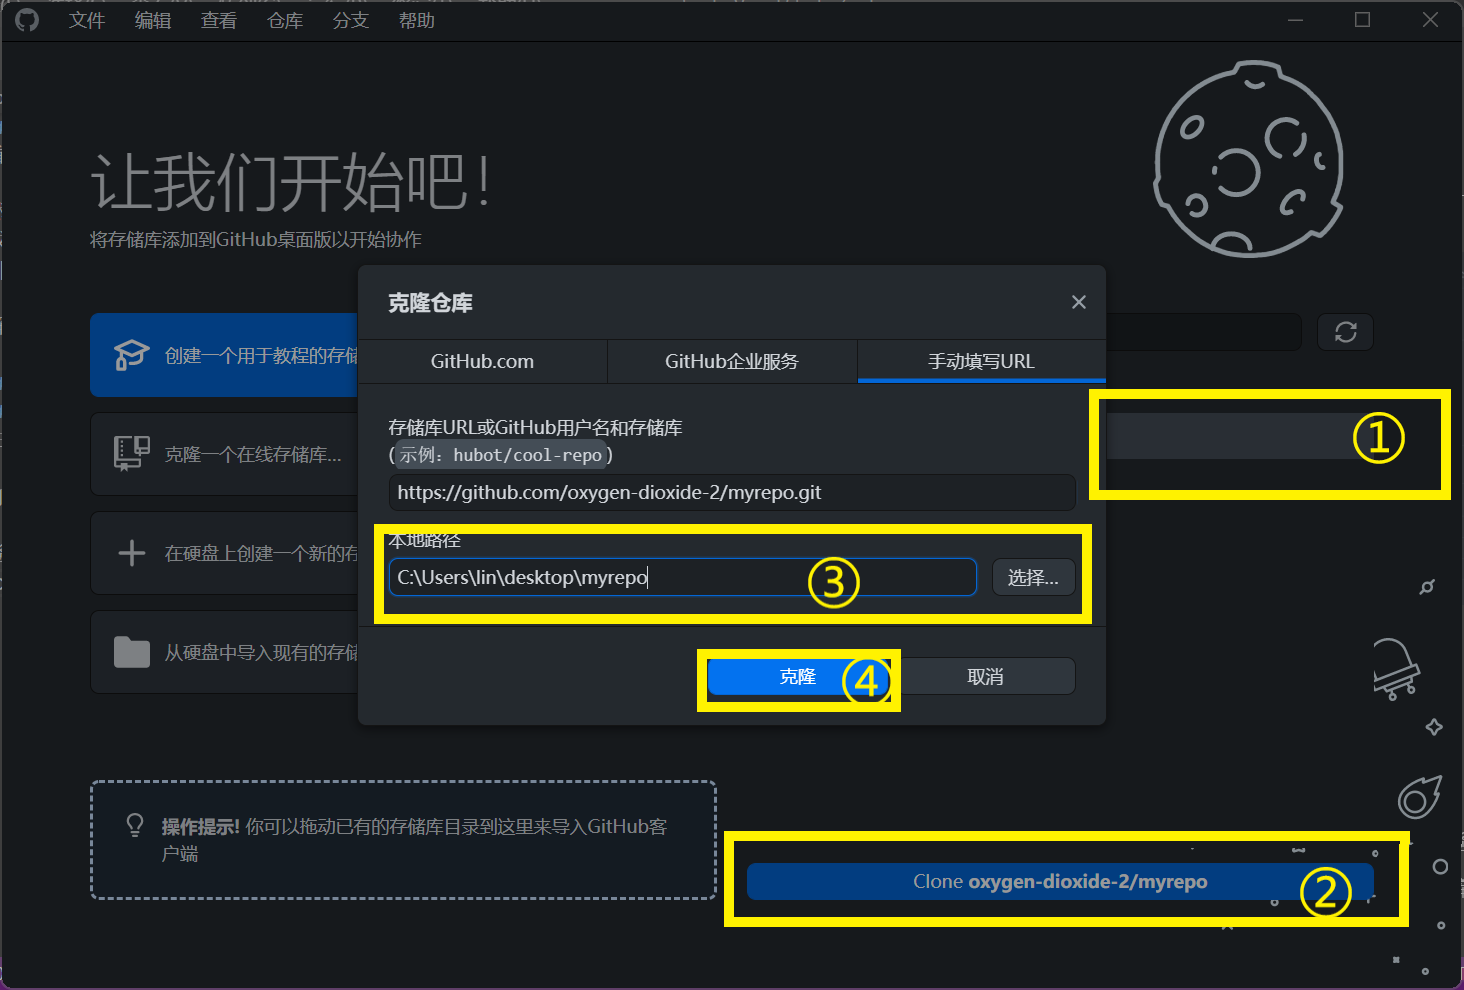 文件 编辑 查看 仓库 分支 帮助
让我们开始吧！
将存储库添加到GitHub桌面版以开始协作
创建一个用于教程的存储
克隆一个在线存储库...
在硬盘上创建一个新的存
从硬盘中导入现有的存储
克隆仓库
GitHub.com GitHub企业服务 手动填写URL
存储库URL或GitHub用户名和存储库
(示例：hubot/cool-repo)
https://github.com/oxygen-dioxide-2/myrepo.git
本地路径
C:\Users\lin\desktop\myrepo ③ 选择...
克隆 ④ 取消
①
操作提示! 你可以拖动已有的存储库目录到这里来导入GitHub客
户端
Clone oxygen-dioxide-2/myrepo ②